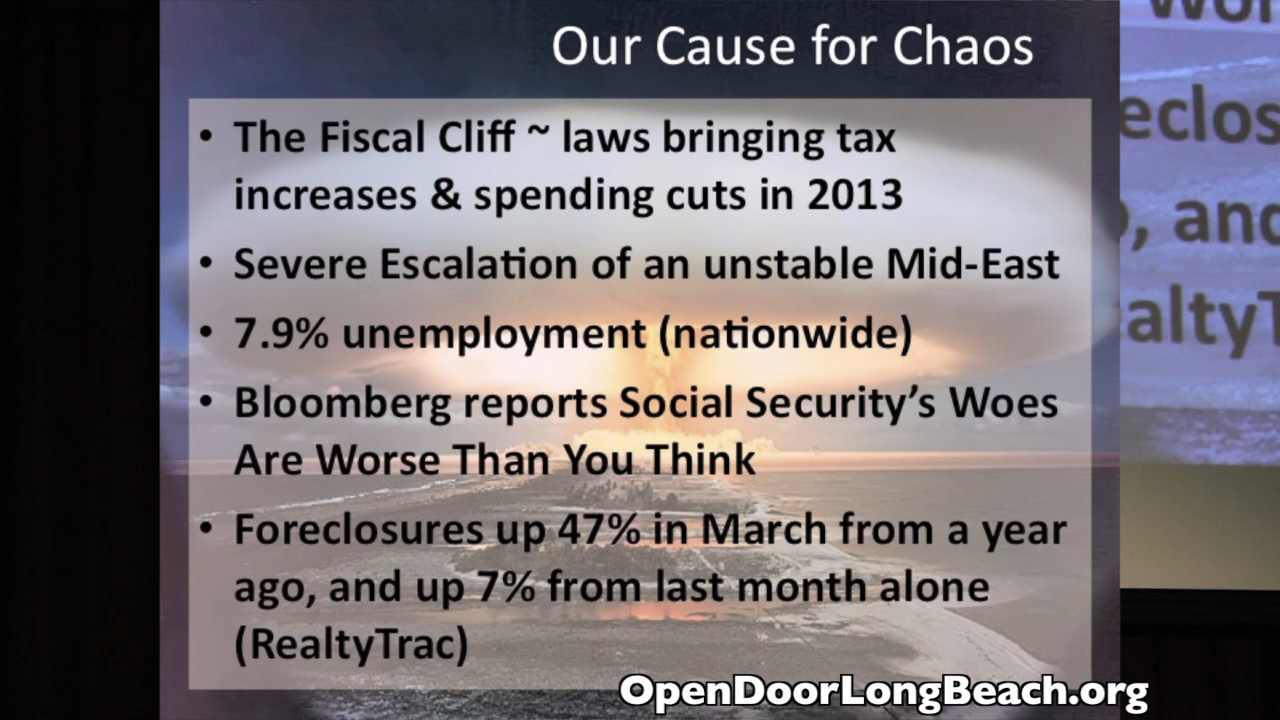 Our Cause for Chaos
• The Fiscal Cliff ~ laws bringing tax
increases & spending cuts in 2013
• Severe Escalation of an unstable Mid-East
• 7.9% unemployment (nationwide)
• Bloomberg reports Social Security’s Woes
Are Worse Than You Think
• Foreclosures up 47% in March from a year
ago, and up 7% from last month alone
(RealtyTrac)
OpenDoorLongBeach.org